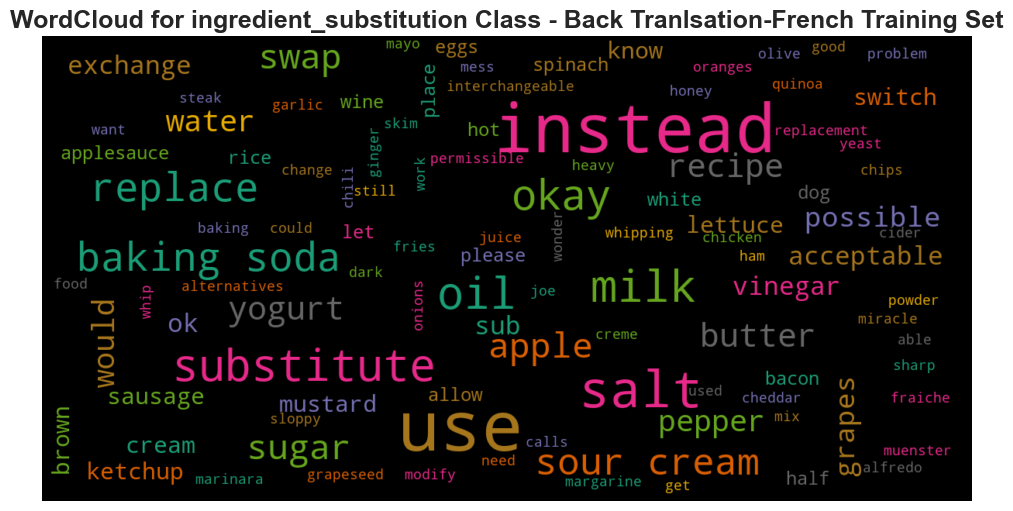 WordCloud for ingredient_substitution Class - Back Tranlsation-French Training Set
mayo
eggs
know
olive
good
problem
exchange
swap
mess
spinach
oranges
place
interchangeable
honey
quinoa
switch
steak
garlic
wine
water
want
skim
hot
instead
replacement
yeast
applesauce
rice
ginger
work
permissible
heavy
recipe
chips
change
chili
still
replace
okay
white
dog
possible
baking
could
let
fries
juice
please
wonder
whipping
lettuce
chicken
cider
baking soda
dark
ham
acceptable
food
whip
alternatives
onions
oil
joe
milk
vinegar
powder
would
ok
yogurt
sub
creme
butter
miracle
able
substitute
apple
salt
used
bacon
sharp
sausage
mustard
allow
cheddar
fraiche
brown
sloppy
use
pepper
mix
grapes
cream
sugar
calls
muenster
ketchup
marinara
grapeseed
modify
need
sour cream
margarine
get
half
alfredo